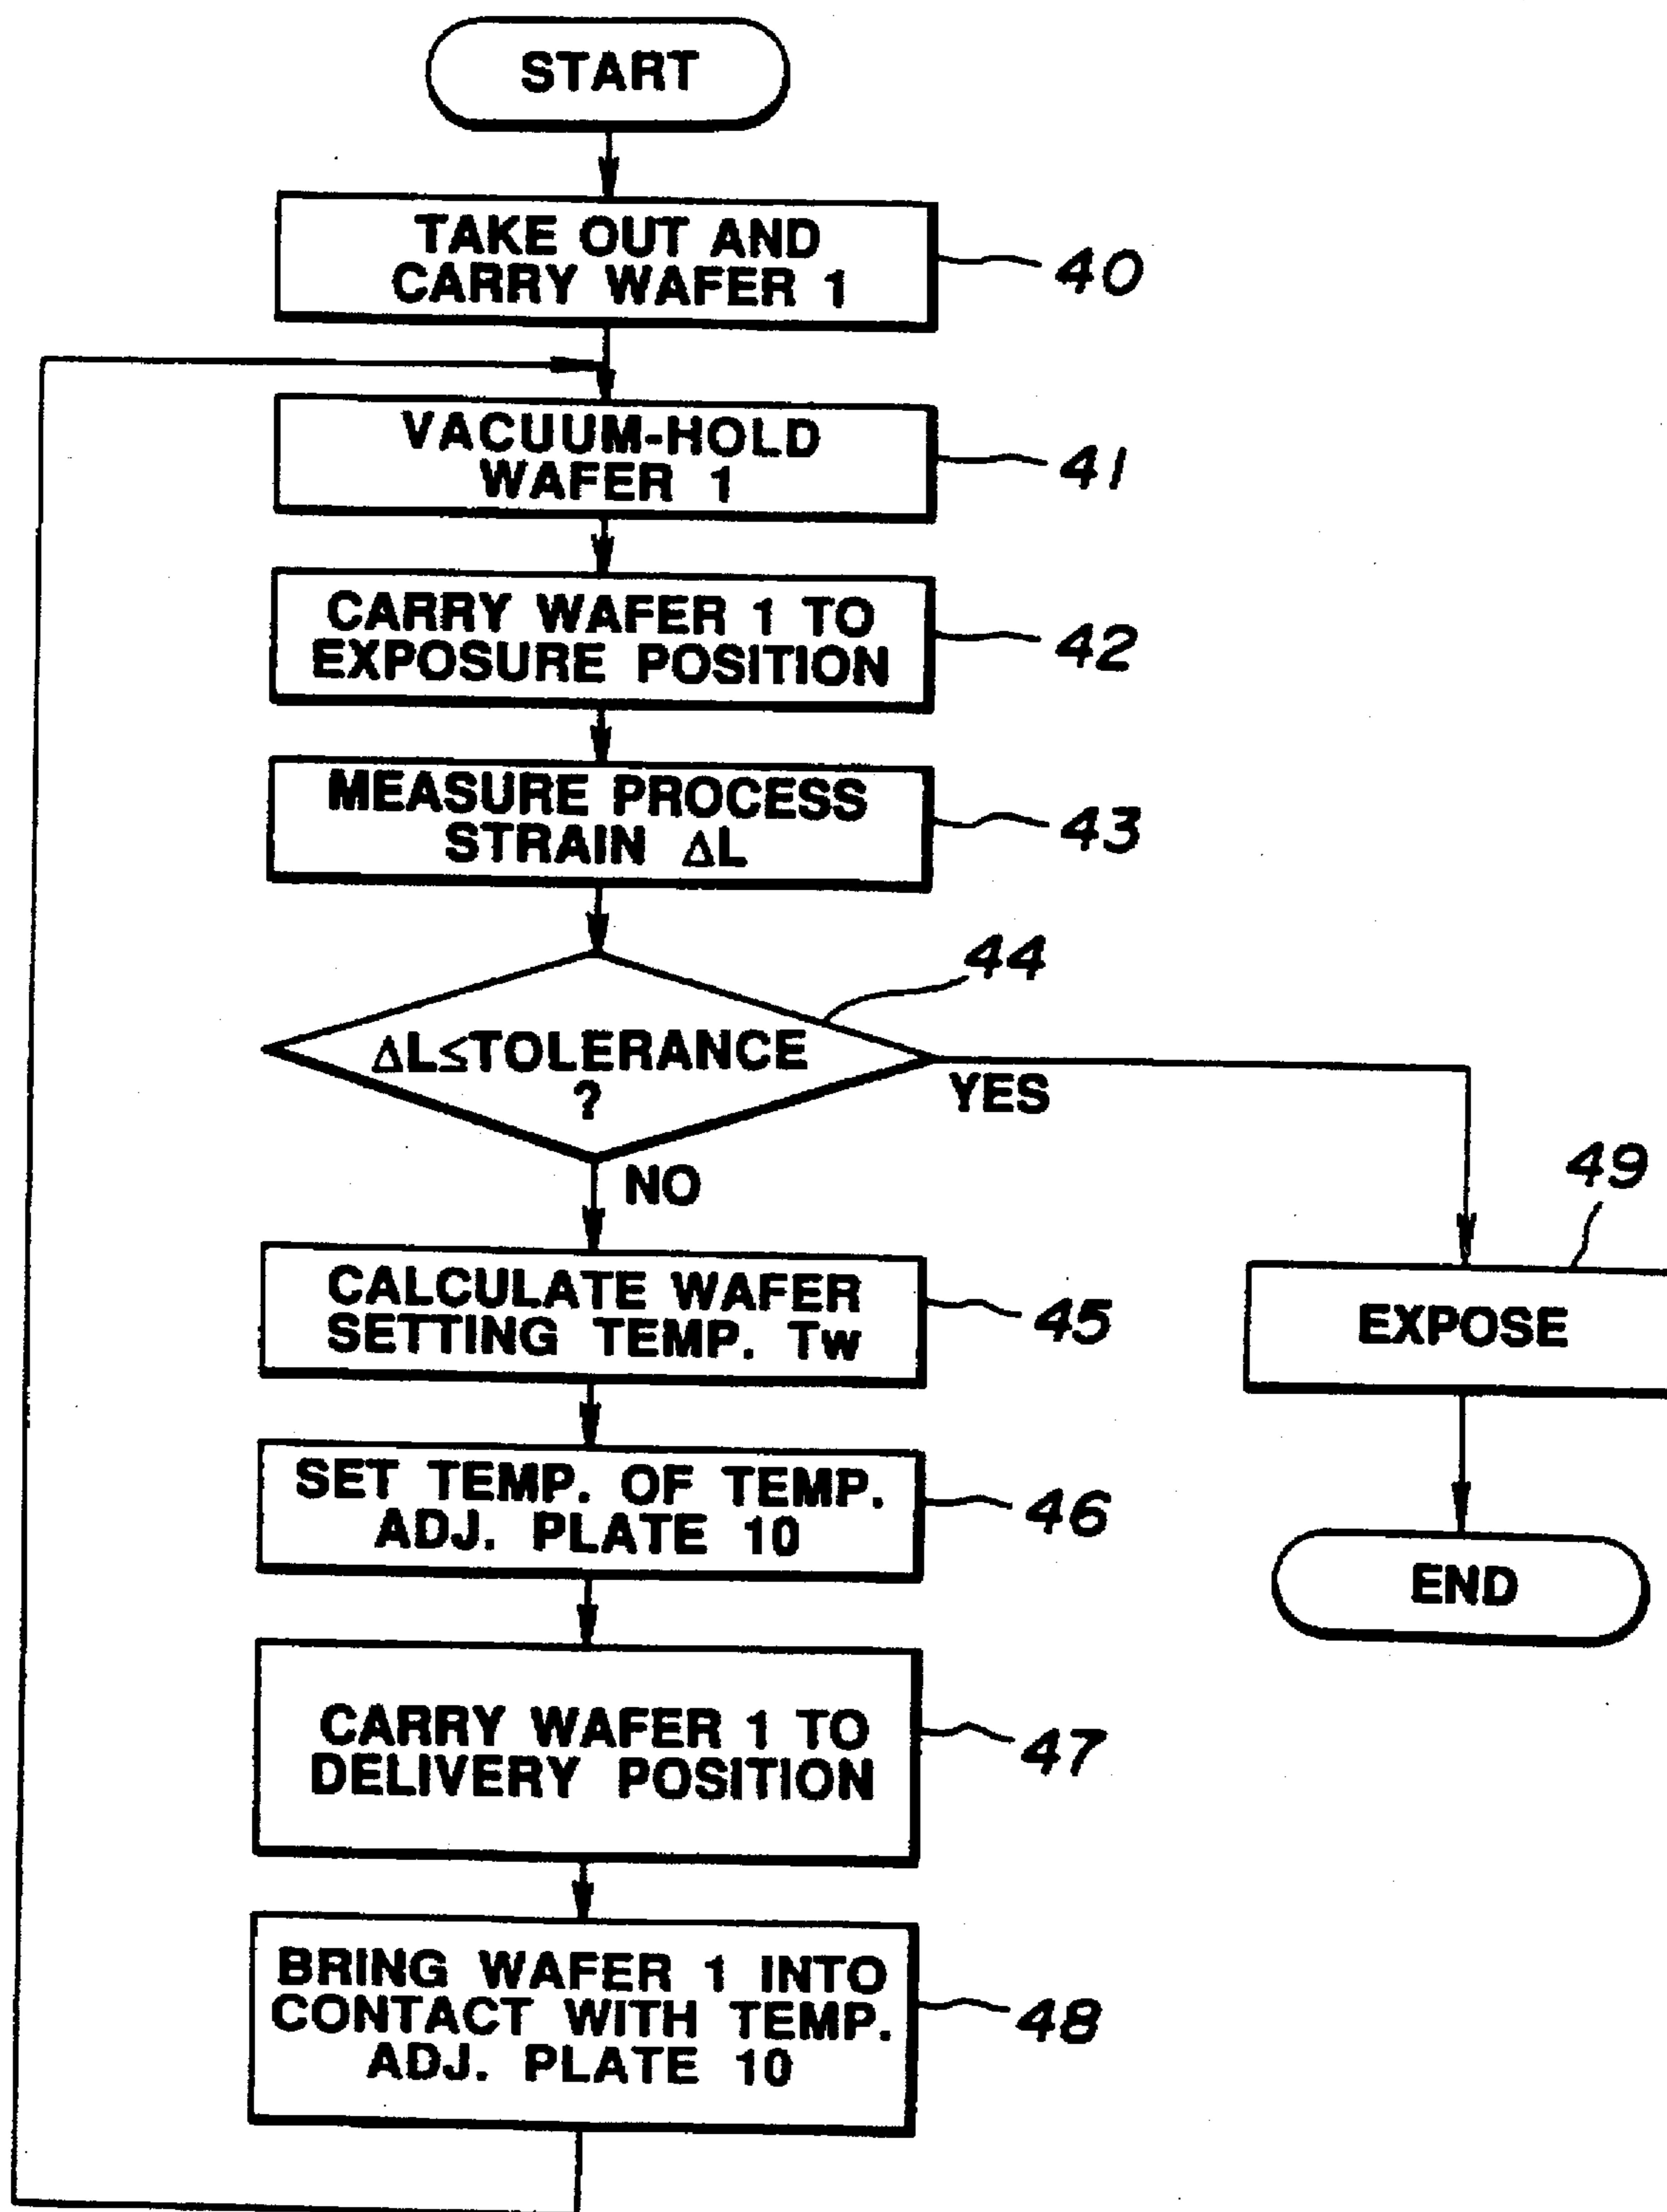 START
TAKE OUT AND
CARRY WAFER 1
40
VACUUM-HOLD
WAFER 1
41
CARRY WAFER 1 TO
EXPOSURE POSITION
42
MEASURE PROCESS
STRAIN ΔL
43
44
ΔL≤TOLERANCE
?
YES
NO
49
CALCULATE WAFER
SETTING TEMP. Tw
45
EXPOSE
SET TEMP. OF TEMP.
ADJ. PLATE 10
46
END
CARRY WAFER 1 TO
DELIVERY POSITION
47
BRING WAFER 1 INTO
CONTACT WITH TEMP.
ADJ. PLATE 10
48